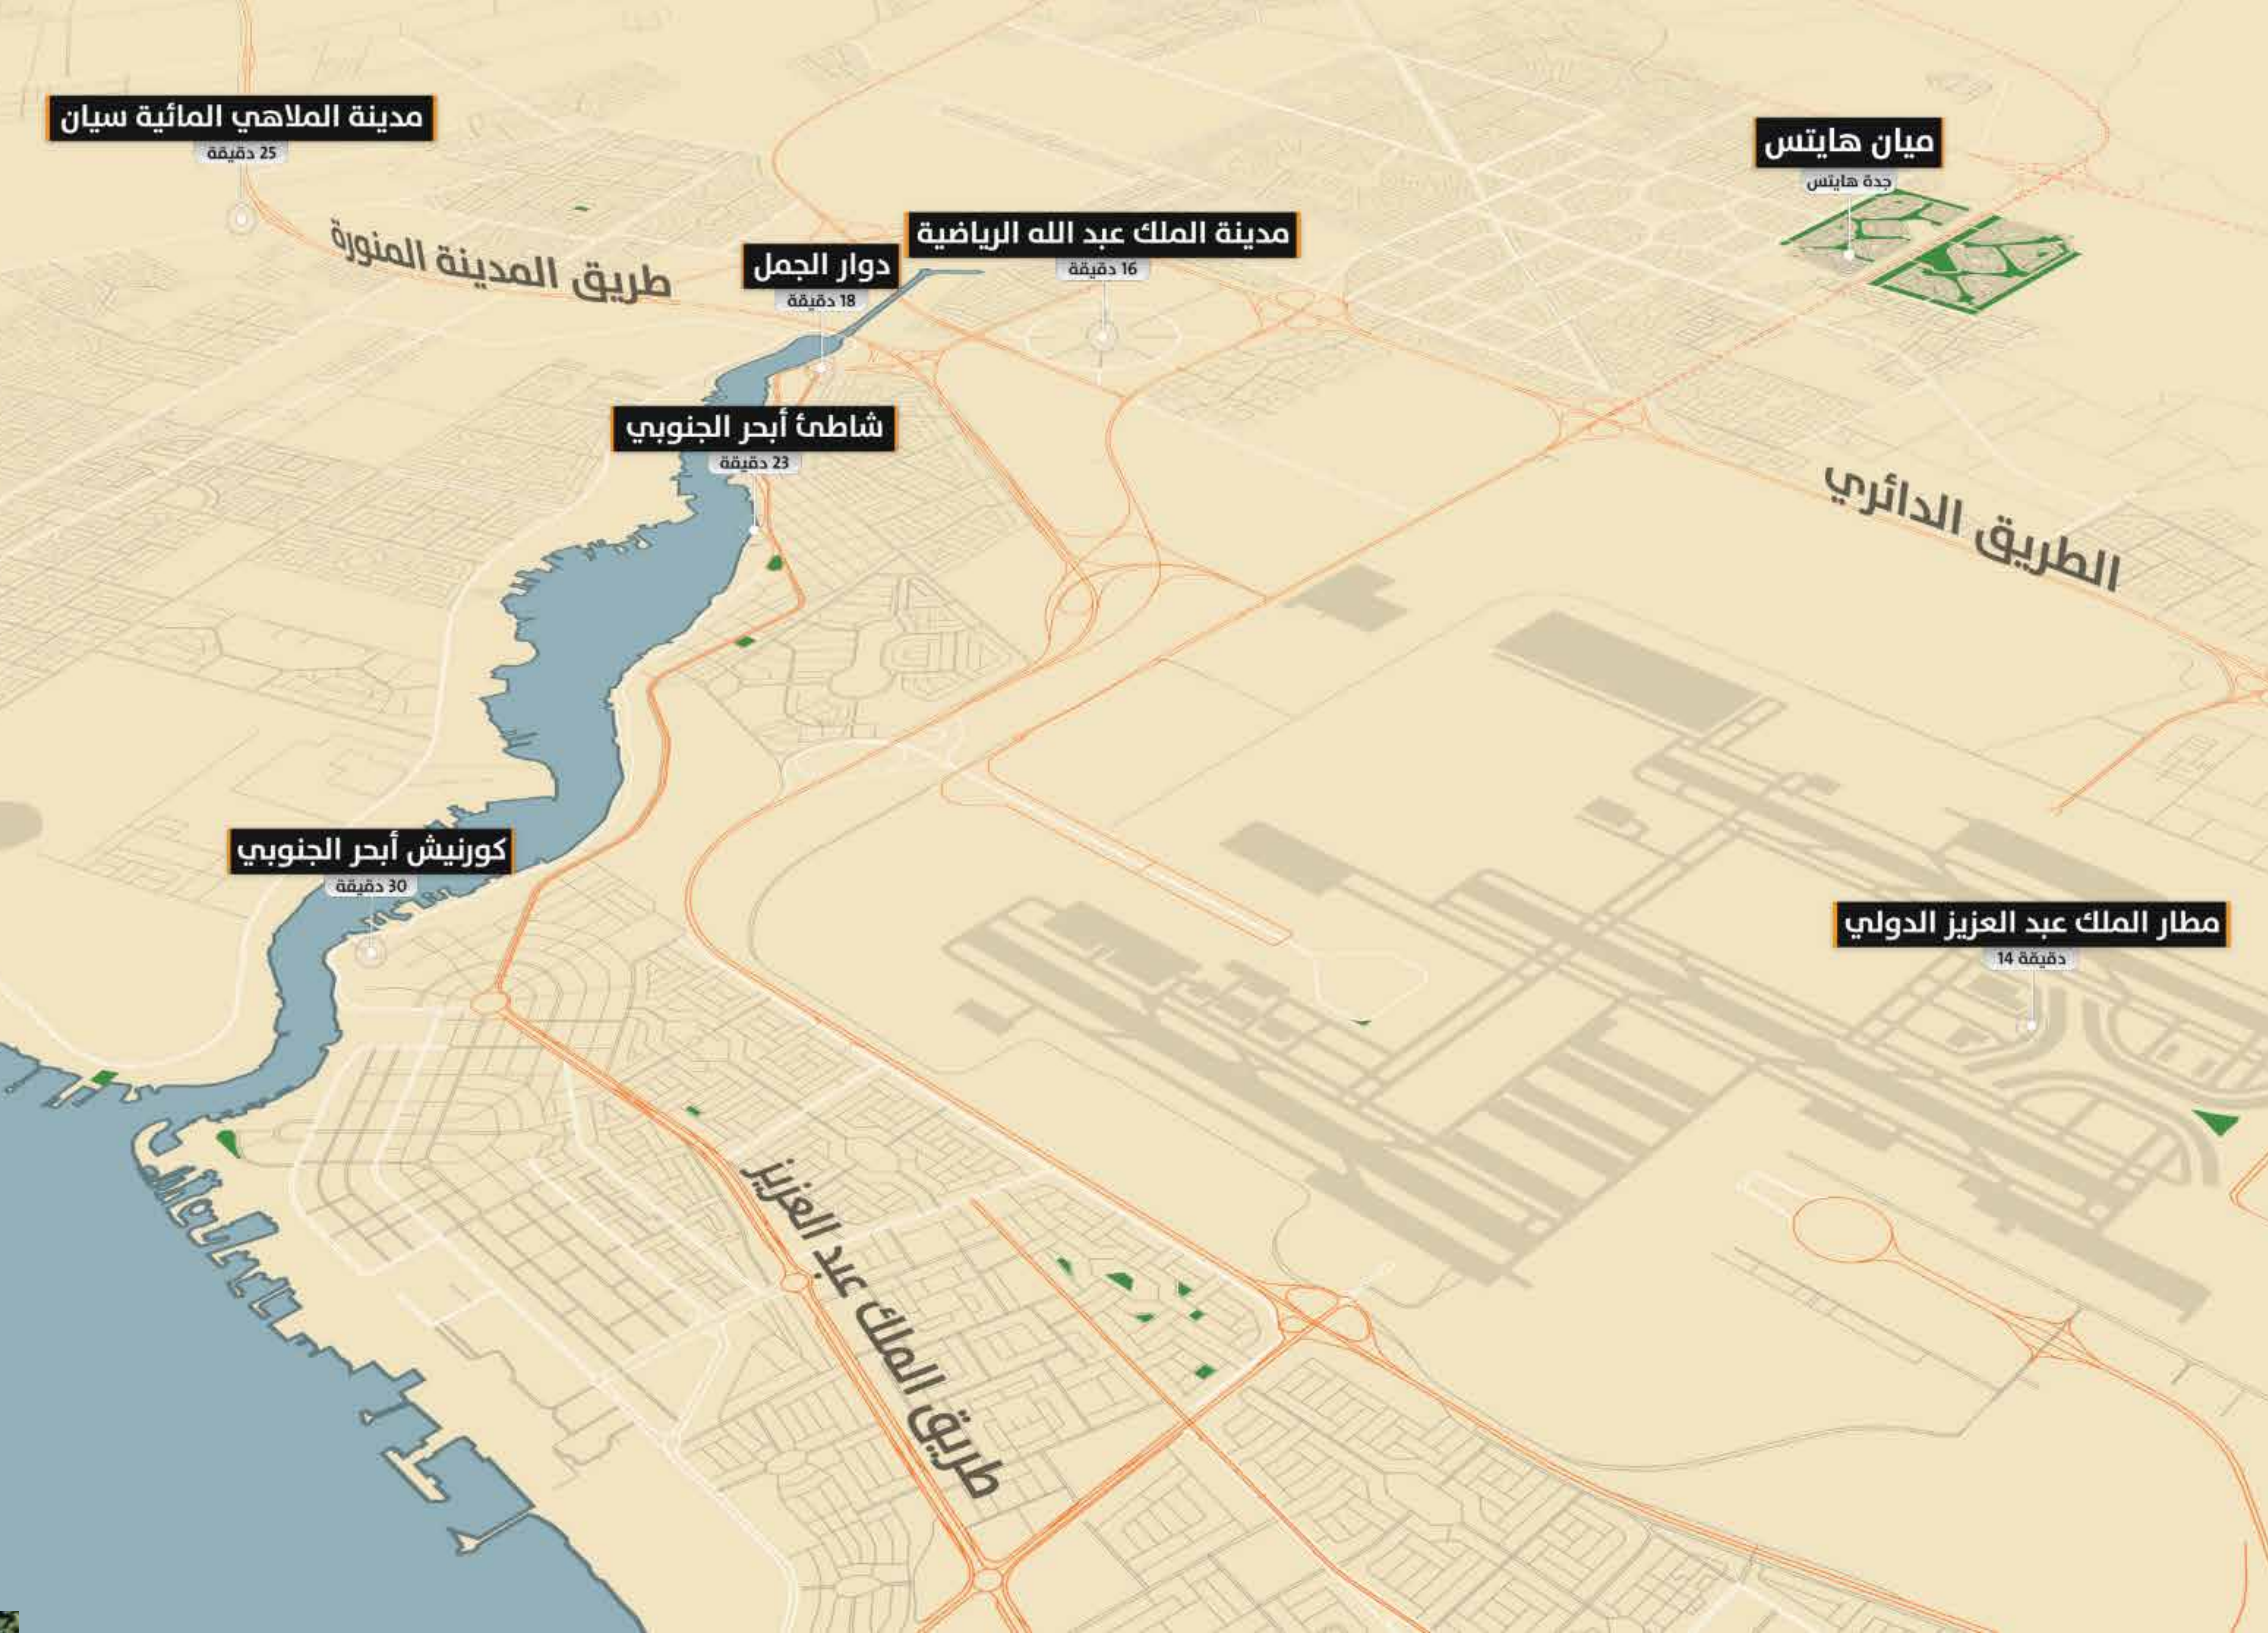 مدينة الملاهي المائية سيان
25 دقيقة
ميان هايتس
جدة هايتس
مدينة الملك عبد الله الرياضية
16 دقيقة
دوار الجمل
18 دقيقة
طريق المدينة المنورة
شاطئ أبحر الجنوبي
23 دقيقة
الطريق الدائري
كورنيش أبحر الجنوبي
30 دقيقة
مطار الملك عبد العزيز الدولي
دقيقة 14
طريق الملك عبد العزيز